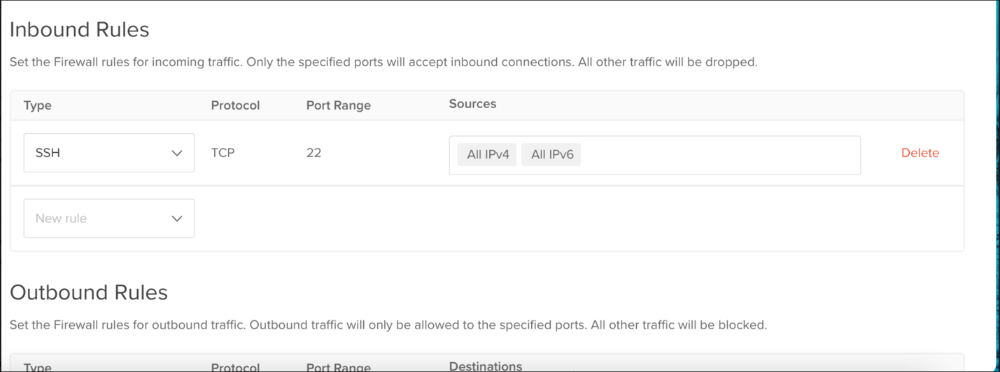 Inbound Rules
Set the Firewall rules for incoming traffic. Only the specified ports will accept inbound connections. All other traffic will be dropped.
Type Protocol Port Range Sources
SSH TCP 22 All IPv4 All IPv6 Delete
New rule
Outbound Rules
Set the Firewall rules for outbound traffic. Outbound traffic will only be allowed to the specified ports. All other traffic will be blocked.
Type Protocol Port Range Destinations